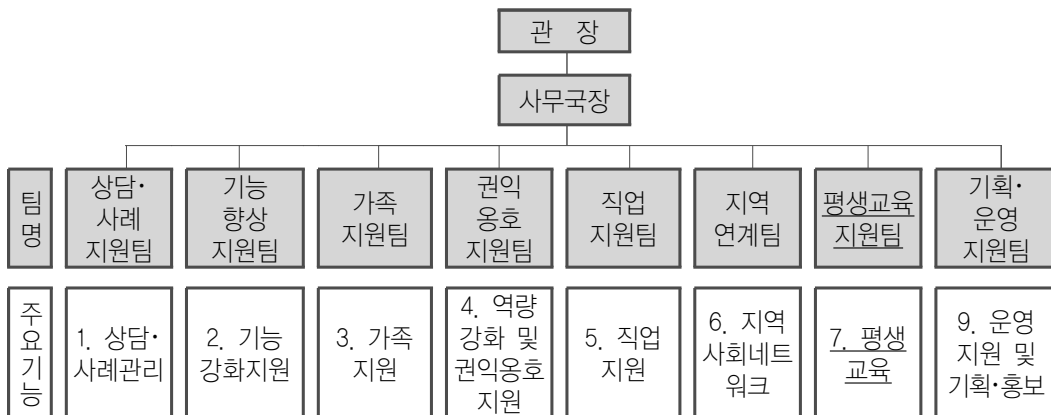 관 장
사무국장
팀
명
상담·
사례
지원팀
기능
향상
지원팀
가족
지원팀
권익
옹호
지원팀
직업
지원팀
지역
연계팀
평생교육
지원팀
기획·
운영
지원팀
주
요
기
능
1. 상담·
사례관리
2. 기능
강화지원
3. 가족
지원
4. 역량
강화 및
권익옹호
지원
5. 직업
지원
6. 지역
사회네트
워크
7. 평생
교육
9. 운영
지원 및
기획·홍보